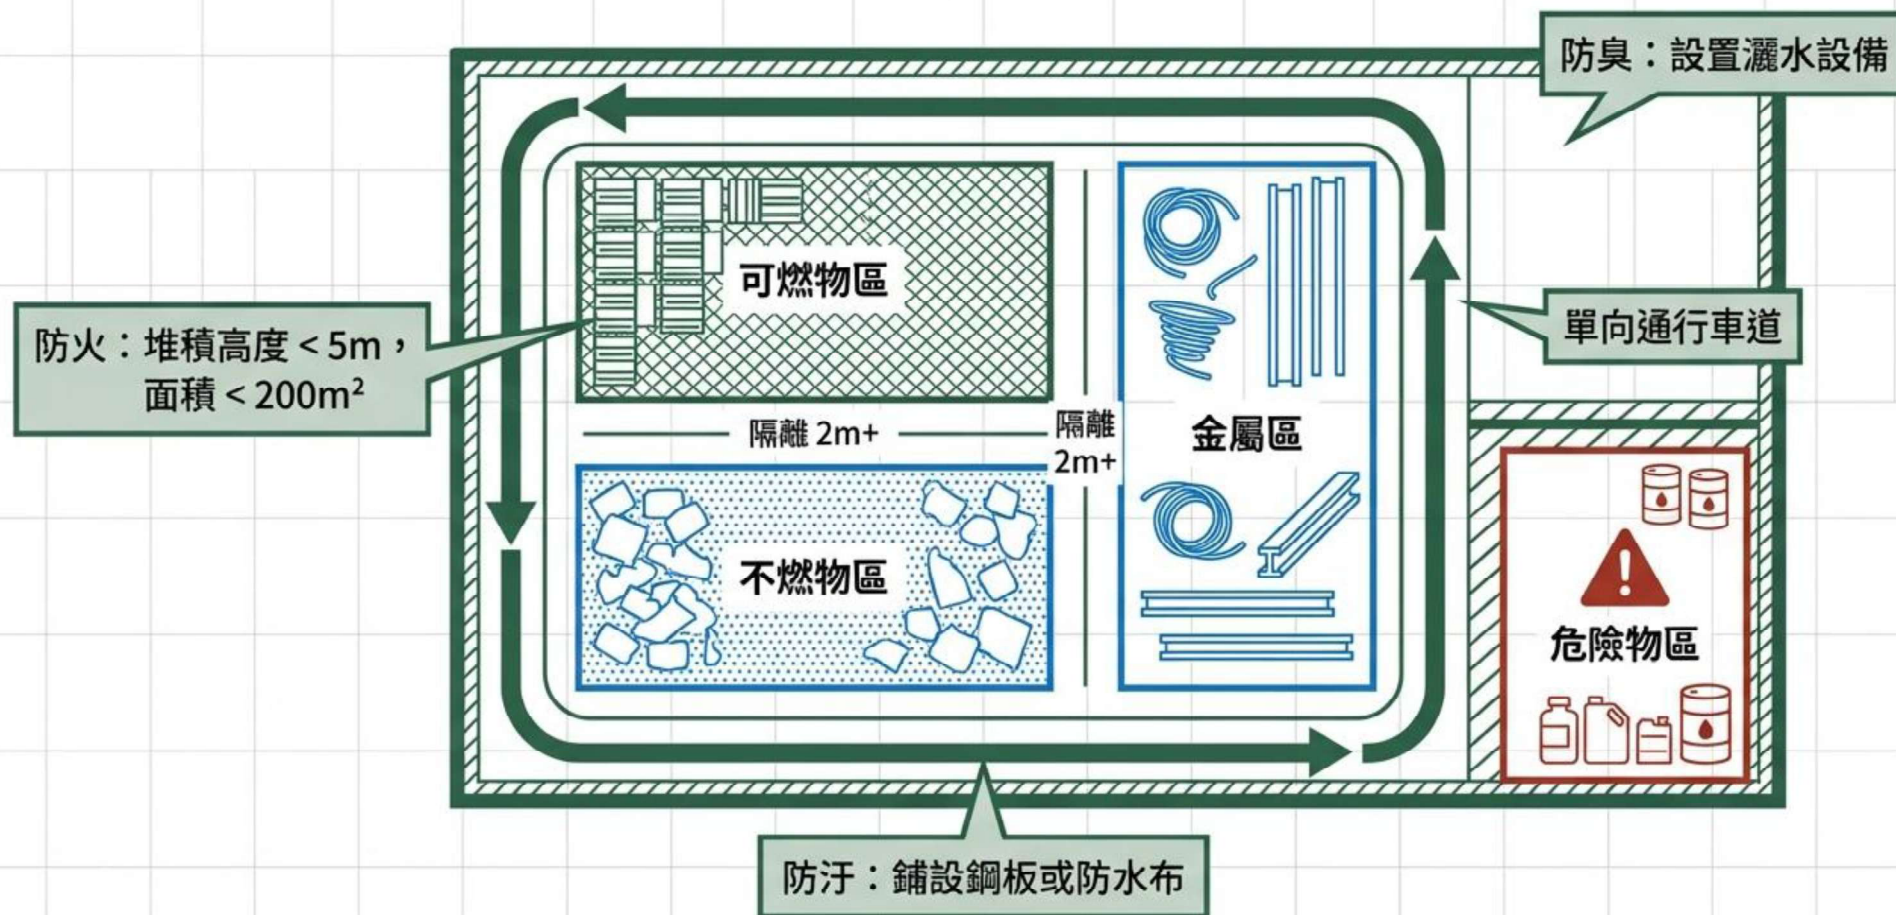 防臭：設置灑水設備
可燃物區
單向通行車道
防火：堆積高度 < 5m，
面積 < 200m²
隔離 2m+
隔離
2m+
金屬區
不燃物區
危險物區
防汙：鋪設鋼板或防水布